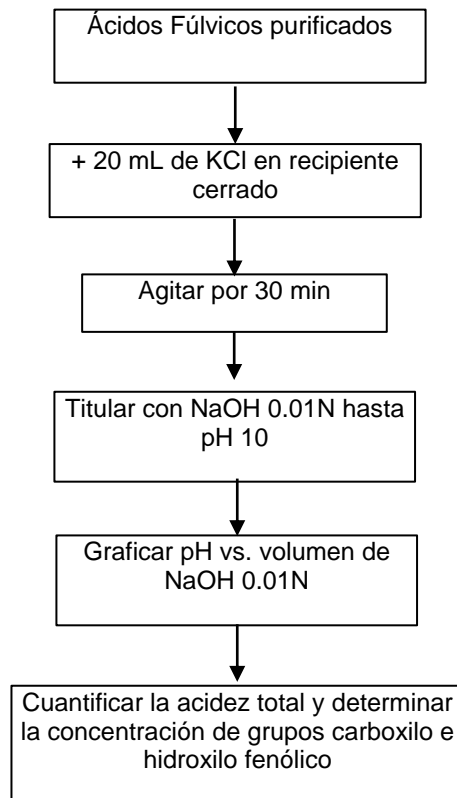 Ácidos Fúlvicos purificados
+ 20 mL de KCl en recipiente
cerrado
Agitar por 30 min
Titular con NaOH 0.01N hasta
pH 10
Graficar pH vs. volumen de
NaOH 0.01N
Cuantificar la acidez total y determinar
la concentración de grupos carboxilo e
hidroxilo fenólico